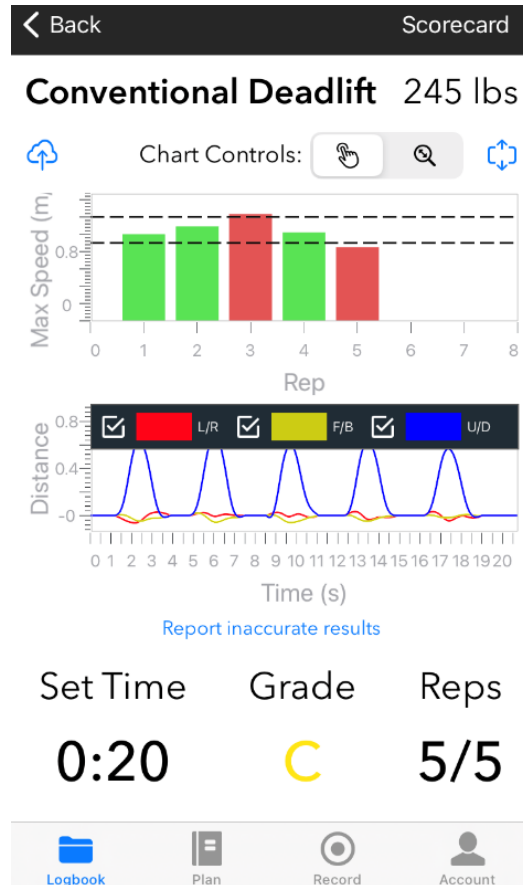 Back Scorecard
Conventional Deadlift 245 lbs
Chart Controls:
Max Speed (m,
0.8
0
0 1 2 3 4 5 6 7 8
Rep
L/R F/B U/D
Distance
0.8
0.4
-0
0 1 2 3 4 5 6 7 8 9 10 11 12 13 14 15 16 17 18 19 20
Time (s)
Report inaccurate results
Set Time Grade Reps
0:20 C 5/5
Logbook Plan Record Account